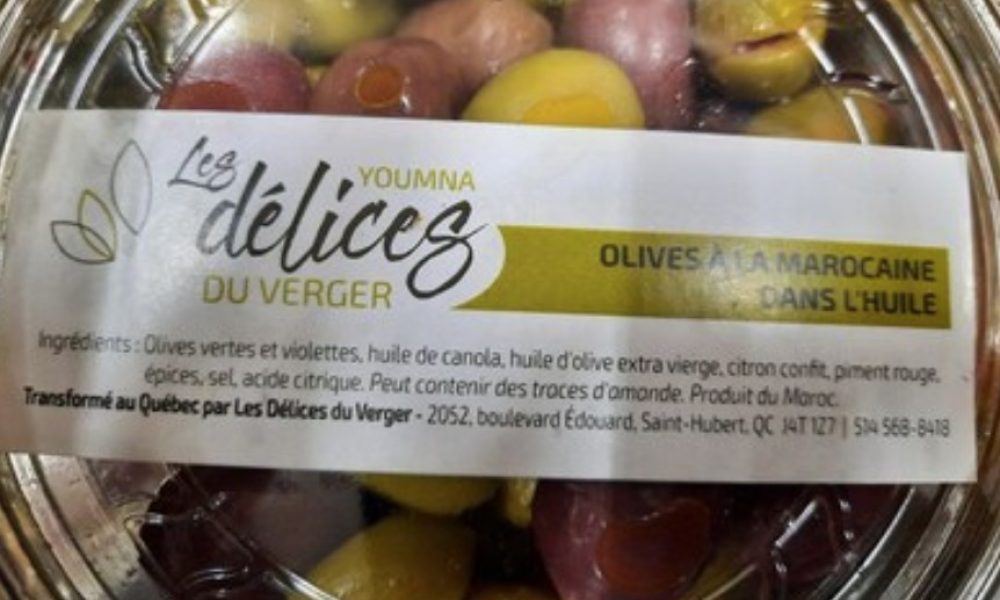 Les
YOUMNA
délices
DU VERGER
OLIVES À LA MAROCAINE
DANS L'HUILE
Ingrédients : Olives vertes et violettes, huile de canola, huile d'olive extra vierge, citron confit, piment rouge,
épices, sel, acide citrique. Peut contenir des traces d'amande. Produit du Maroc.
Transformé au Québec par Les Délices du Verger - 2052, boulevard Édouard, Saint-Hubert, QC J4T 1Z7 | 514 568-8418